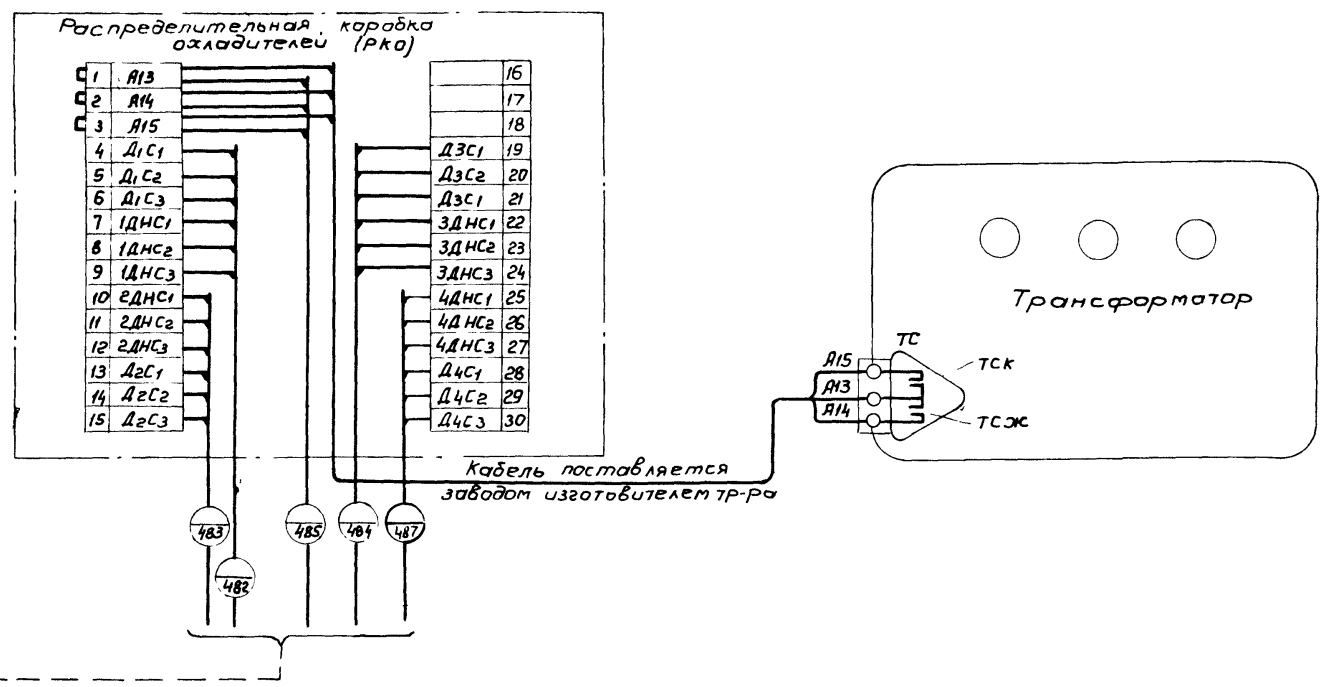 Распределительная коробка
охладителей (РКО)
1 А13
2 А14
3 А15
4 Д1С1
5 Д1С2
6 Д1С3
7 1ДНС1
8 1ДНС2
9 1ДНС3
10 2ДНС1
11 2ДНС2
12 2ДНС3
13 Д2С1
14 Д2С2
15 Д2С3
16
17
18
Д3С1 19
Д3С2 20
Д3С1 21
3ДНС1 22
3ДНС2 23
3ДНС3 24
4ДНС1 25
4ДНС2 26
4ДНС3 27
Д4С1 28
Д4С2 29
Д4С3 30
Кабель поставляется
заводом изготовителем тр-ра
483
482
485
484
487
Трансформатор
ТС
ТСК
ТСЖ
А15
А13
А14